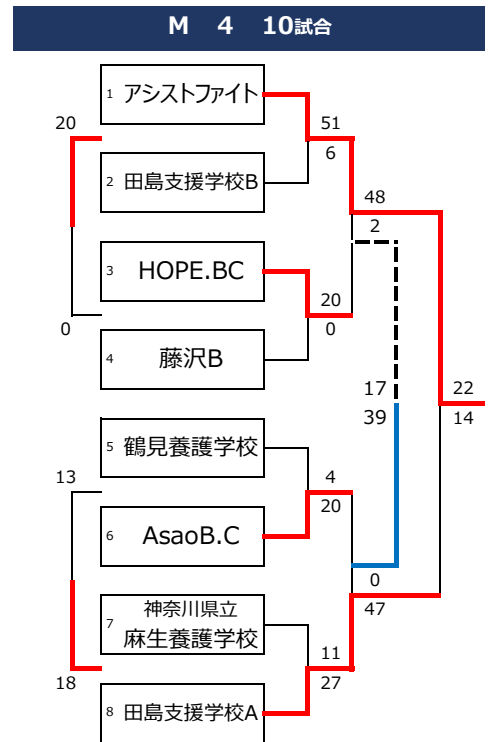 M 4 10試合
1 アシストファイト
20
51
6
2 田島支援学校B
48
2
3 HOPE.BC
20
0
0
4 藤沢B
17
22
39
14
5 鶴見養護学校
13
4
20
6 AsaoB.C
0
47
7 神奈川県立
麻生養護学校
11
27
18
8 田島支援学校A